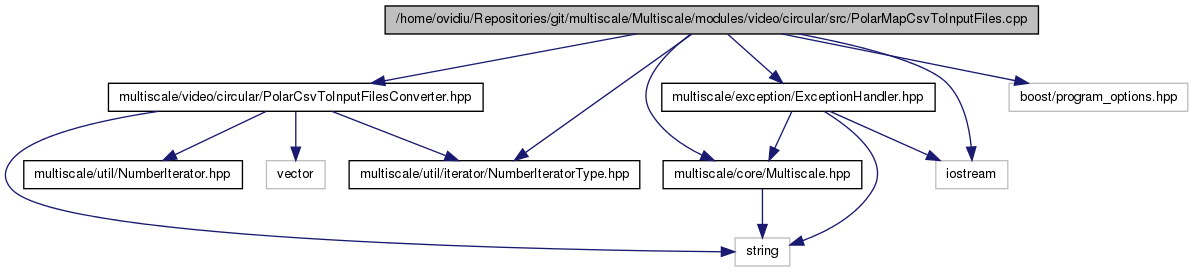 /home/ovidiu/Repositories/git/multiscale/Multiscale/modules/video/circular/src/PolarMapCsvToInputFiles.cpp
multiscale/video/circular/PolarCsvToInputFilesConverter.hpp
multiscale/exception/ExceptionHandler.hpp
boost/program_options.hpp
multiscale/util/NumberIterator.hpp
vector
multiscale/util/iterator/NumberIteratorType.hpp
multiscale/core/Multiscale.hpp
iostream
string